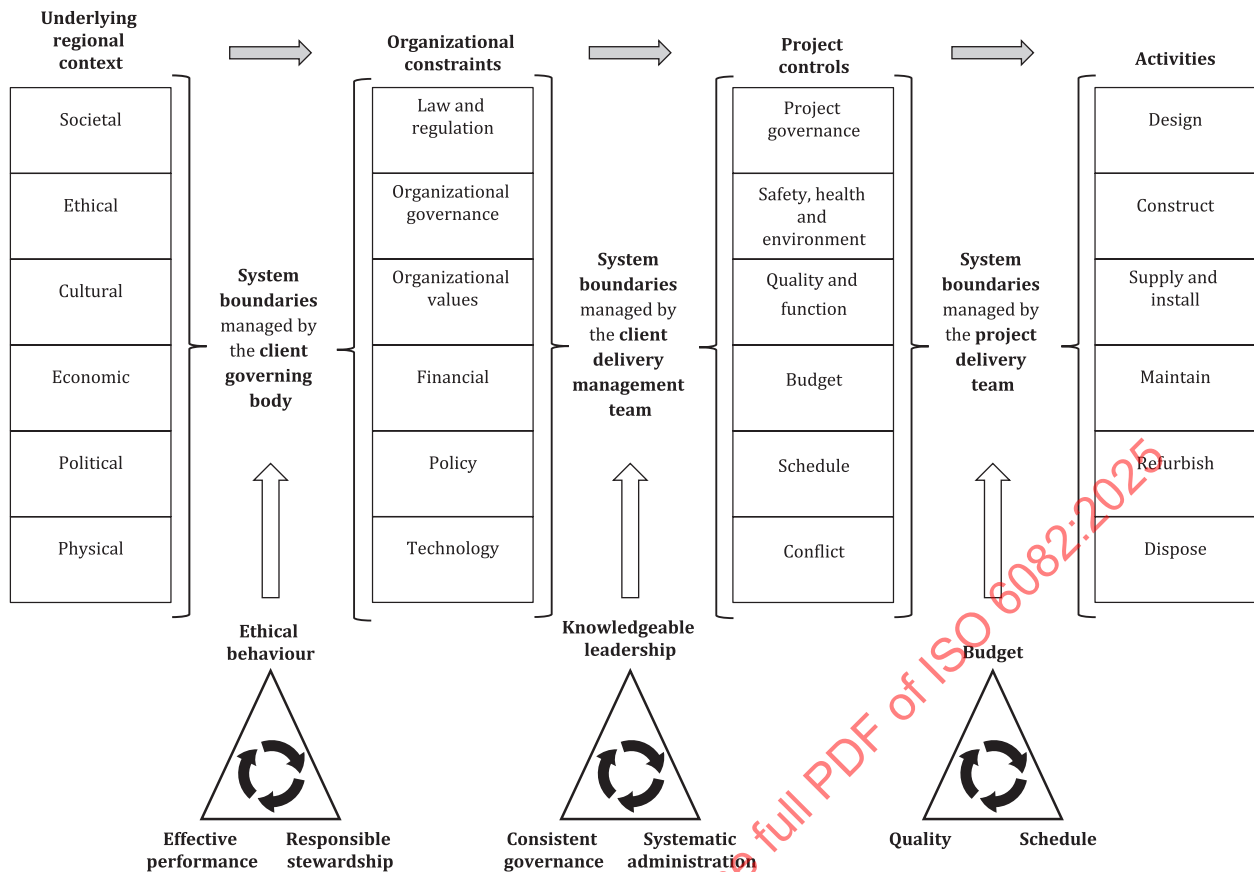 Underlying
regional
context
Organizational
constraints
Project
controls
Activities
Societal
Ethical
Cultural
Economic
Political
Physical
System
boundaries
managed by
the client
governing
body
Law and
regulation
Organizational
governance
Organizational
values
Financial
Policy
Technology
System
boundaries
managed by
the client
delivery
management
team
Project
governance
Safety, health
and
environment
Quality and
function
Budget
Schedule
Conflict
System
boundaries
managed by
the project
delivery
team
Design
Construct
Supply and
install
Maintain
Refurbish
Dispose
Ethical
behaviour
Effective
performance
Responsible
stewardship
Knowledgeable
leadership
Consistent
governance
Systematic
administration
Budget
Quality
Schedule
full PDF of ISO 6082:2025